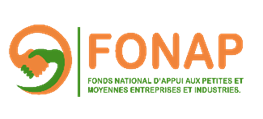 FONAP
FONDS NATIONAL D'APPUI AUX PETITES ET
MOYENNES ENTREPRISES ET INDUSTRIES.